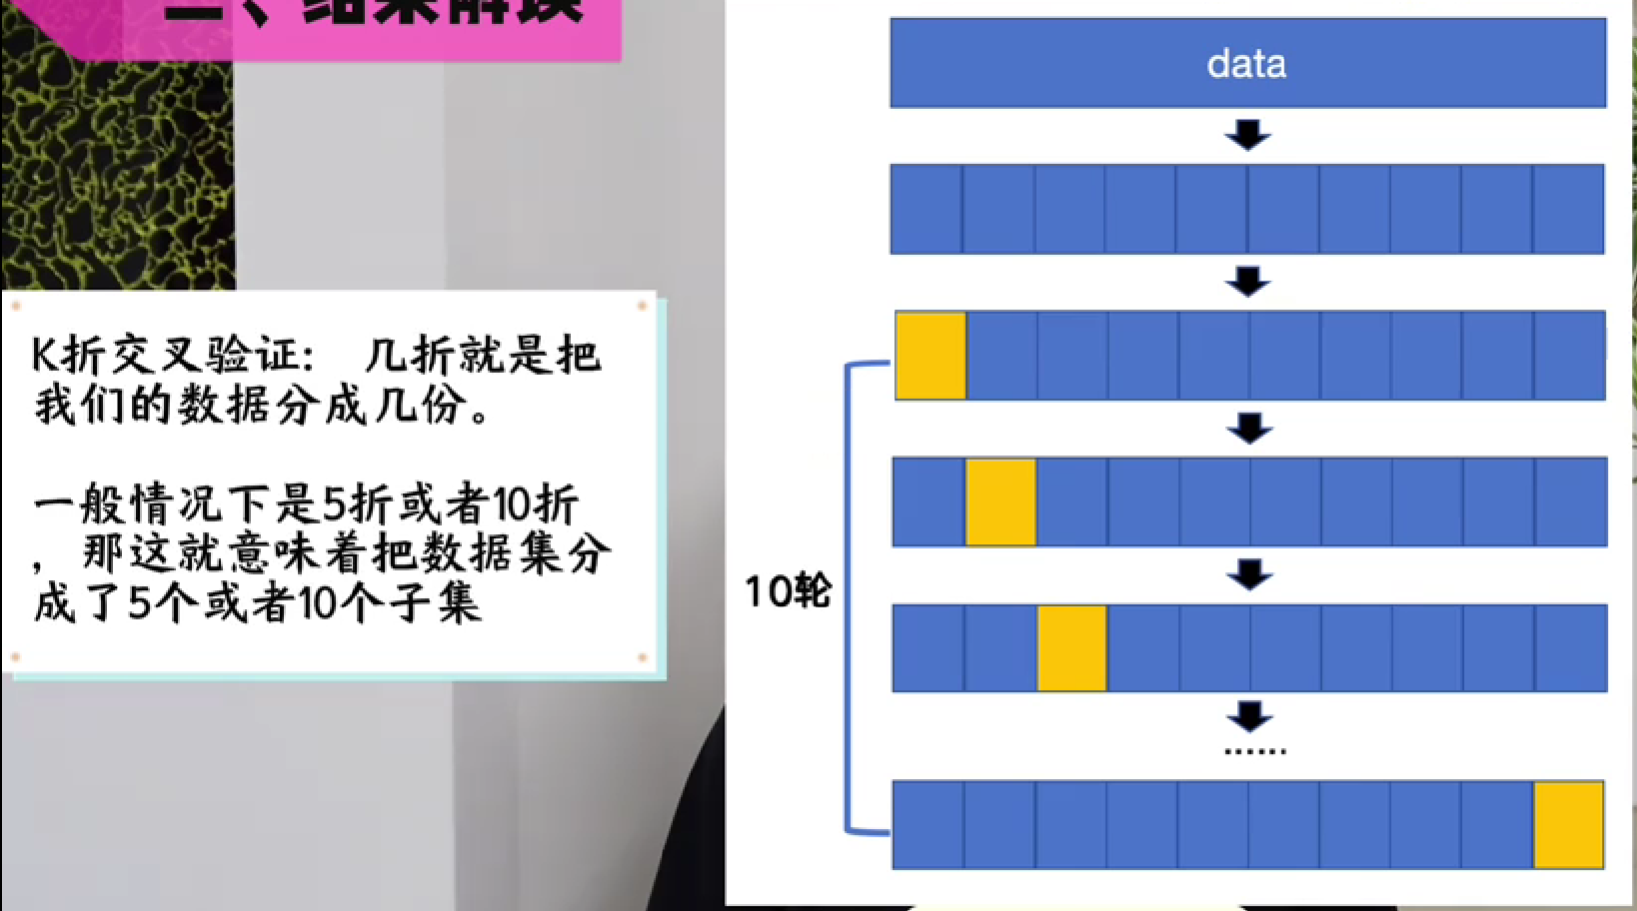 二、结果解读
K折交叉验证： 几折就是把
我们的数据分成几份。
一般情况下是5折或者10折
，那这就意味着把数据集分
成了5个或者10个子集
data
10轮
······